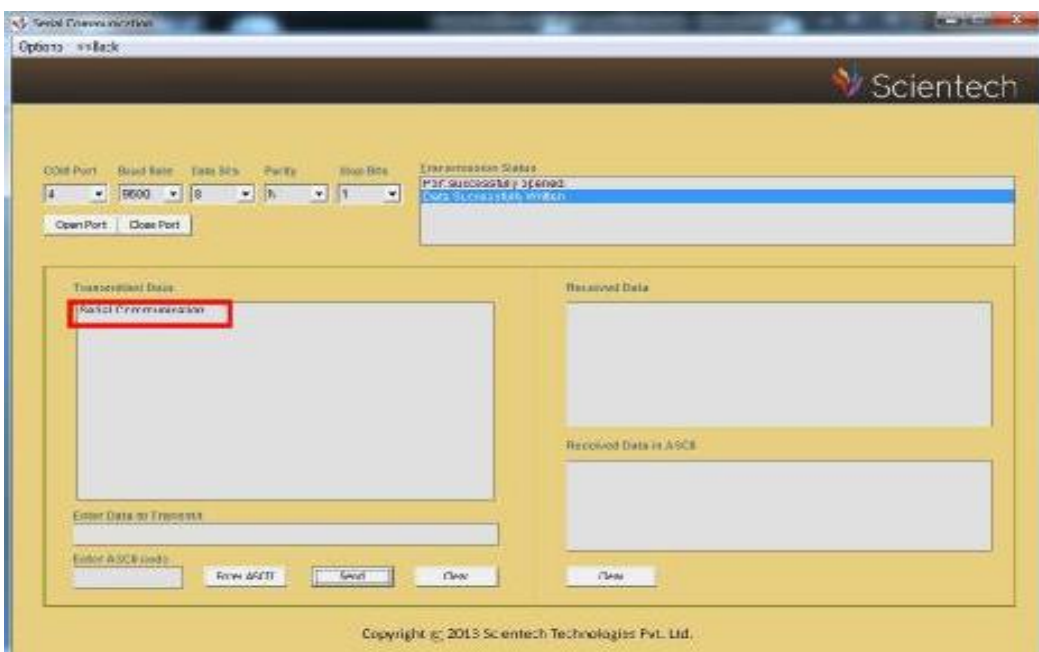 Serial Communication
Options <<Back
Scientech
COM Port Baud Rate Data Bits Parity Stop Bits
4 9600 8 N 1
Open Port Close Port
Transmission Status
Port successfully opened
Data Successfully Written
Transmitted Data
Serial Communication
Received Data
Received Data in ASCII
Enter Data to Transmit
Enter ASCII code
Enter ASCII Send Clear Clear
Copyright © 2013 Scientech Technologies Pvt. Ltd.